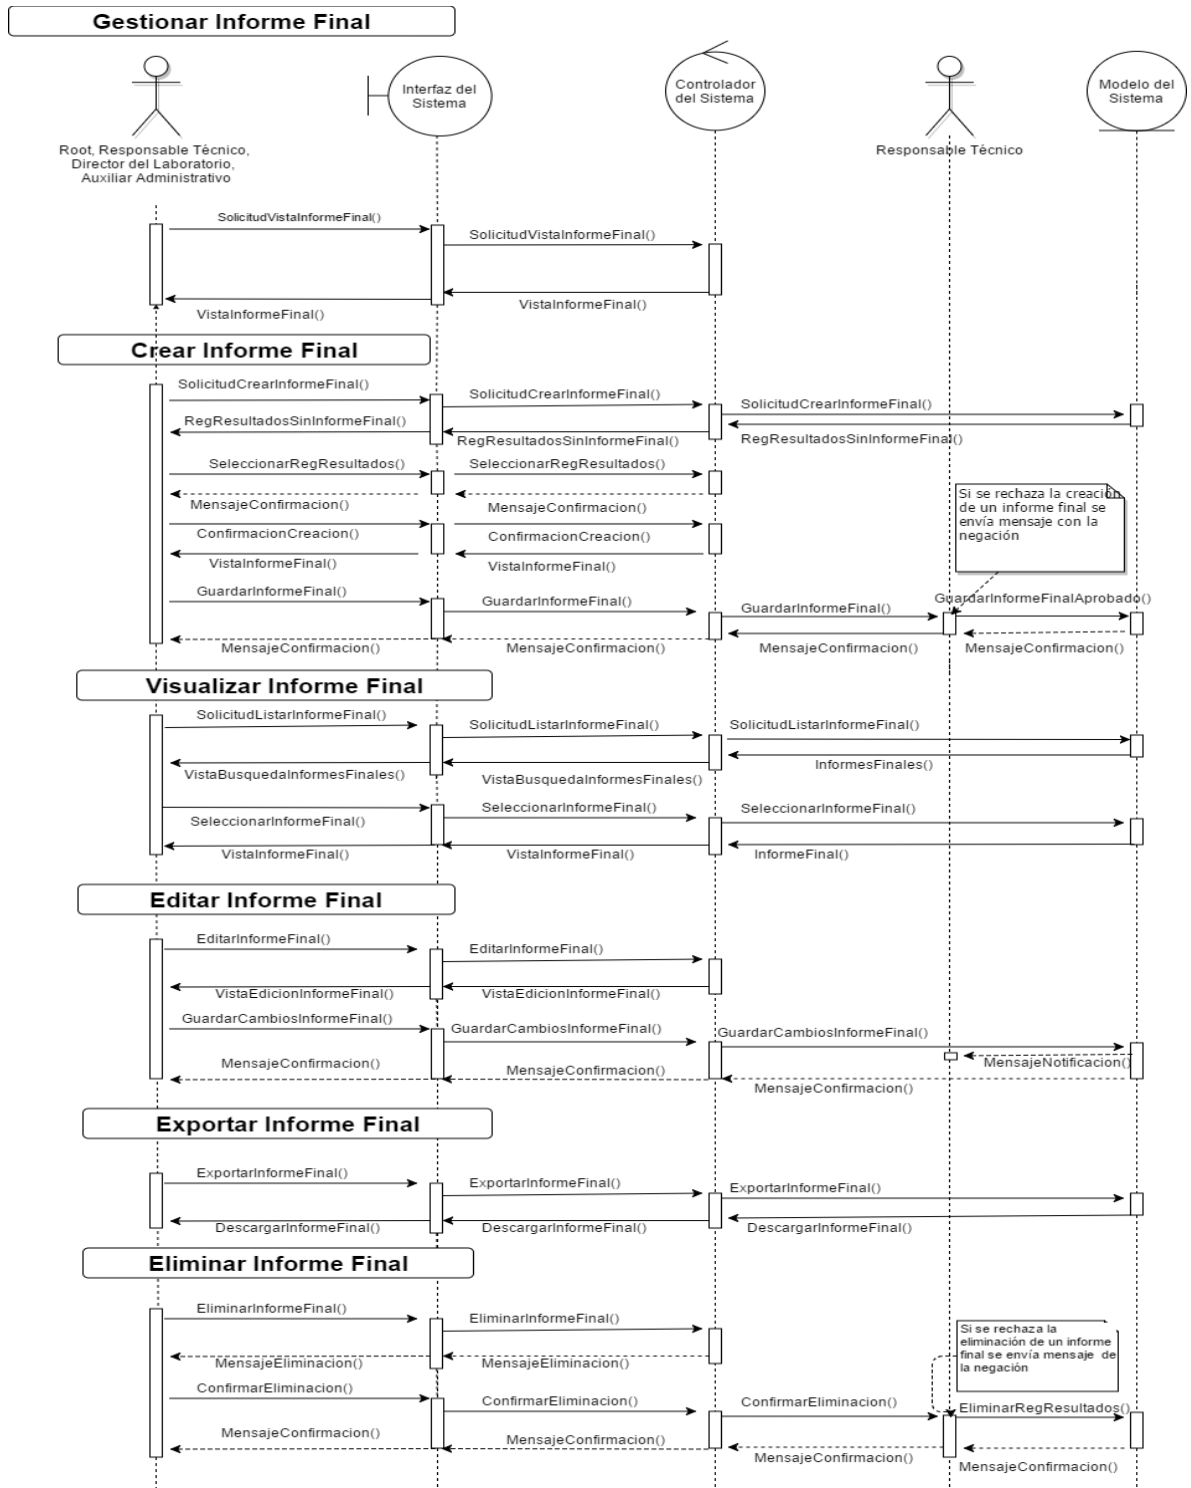 Gestionar Informe Final
Interfaz del
Sistema
Controlador
del Sistema
Modelo del
Sistema
Root, Responsable Técnico,
Director del Laboratorio,
Auxiliar Administrativo
Responsable Técnico
SolicitudVistaInformeFinal()
SolicitudVistaInformeFinal()
VistaInformeFinal()
VistaInformeFinal()
Crear Informe Final
SolicitudCrearInformeFinal()
SolicitudCrearInformeFinal()
SolicitudCrearInformeFinal()
RegResultadosSinInformeFinal()
RegResultadosSinInformeFinal()
RegResultadosSinInformeFinal()
SeleccionarRegResultados()
SeleccionarRegResultados()
MensajeConfirmacion()
MensajeConfirmacion()
Si se rechaza la creación
de un informe final se
envía mensaje con la
negación
ConfirmacionCreacion()
ConfirmacionCreacion()
VistaInformeFinal()
VistaInformeFinal()
GuardarInformeFinal()
GuardarInformeFinal()
GuardarInformeFinal()
GuardarInformeFinalAprobado()
MensajeConfirmacion()
MensajeConfirmacion()
MensajeConfirmacion()
MensajeConfirmacion()
Visualizar Informe Final
SolicitudListarInformeFinal()
SolicitudListarInformeFinal()
SolicitudListarInformeFinal()
VistaBusquedaInformesFinales()
VistaBusquedaInformesFinales()
InformesFinales()
SeleccionarInformeFinal()
SeleccionarInformeFinal()
SeleccionarInformeFinal()
VistaInformeFinal()
VistaInformeFinal()
InformeFinal()
Editar Informe Final
EditarInformeFinal()
EditarInformeFinal()
VistaEdicionInformeFinal()
VistaEdicionInformeFinal()
GuardarCambiosInformeFinal()
GuardarCambiosInformeFinal()
GuardarCambiosInformeFinal()
MensajeNotificacion()
MensajeConfirmacion()
MensajeConfirmacion()
MensajeConfirmacion()
Exportar Informe Final
ExportarInformeFinal()
ExportarInformeFinal()
ExportarInformeFinal()
DescargarInformeFinal()
DescargarInformeFinal()
DescargarInformeFinal()
Eliminar Informe Final
EliminarInformeFinal()
EliminarInformeFinal()
MensajeEliminacion()
MensajeEliminacion()
Si se rechaza la
eliminación de un informe
final se envía mensaje de
la negación
ConfirmarEliminacion()
ConfirmarEliminacion()
ConfirmarEliminacion()
EliminarRegResultados()
MensajeConfirmacion()
MensajeConfirmacion()
MensajeConfirmacion()
MensajeConfirmacion()